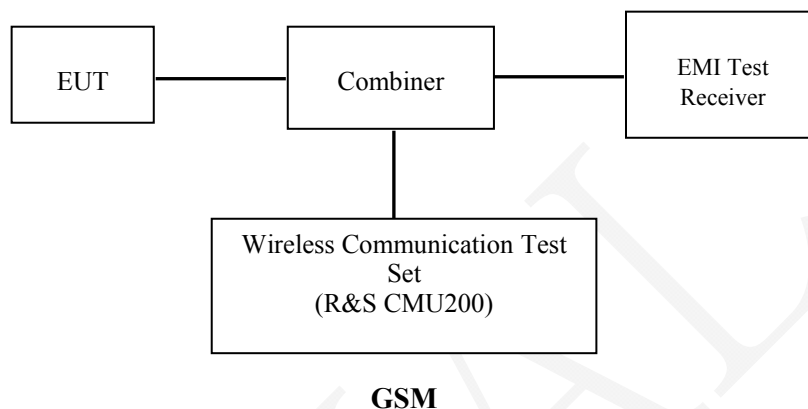 EUT
Combiner
EMI Test
Receiver
Wireless Communication Test
Set
(R&S CMU200)
GSM